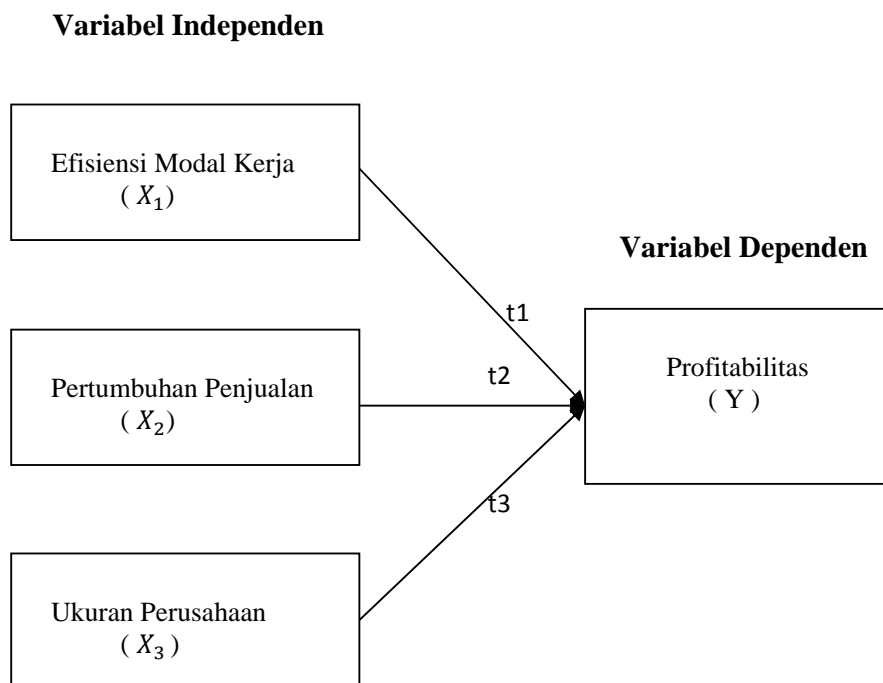 Variabel Independen
Efisiensi Modal Kerja
( 𝑋₁)
Variabel Dependen
t1
Profitabilitas
( Y )
t2
Pertumbuhan Penjualan
( 𝑋₂)
t3
Ukuran Perusahaan
( 𝑋₃ )